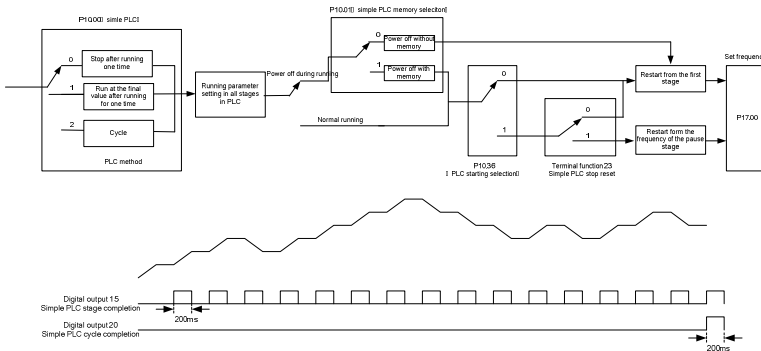 P10.00〔 simle PLC〕
0
Stop after running
one time
1
Run at the final
value after running
for one time
2
Cycle
PLC method
Running parameter
setting in all stages
in PLC
P10.01〔 simple PLC memory seleciton〕
0
Power off without
memory
1
Power off with
memory
Power off during running
Normal running
0
1
P10.36
〔 PLC starting selection〕
0
1
Terminal function23
Simple PLC stop reset
Restart from the first
stage
Restart form the
frequency of the pause
stage
Set frequenc
P17.00
Digital output 15
Simple PLC stage completion
200ms
Digital output20
Simple PLC cycle completion
200ms